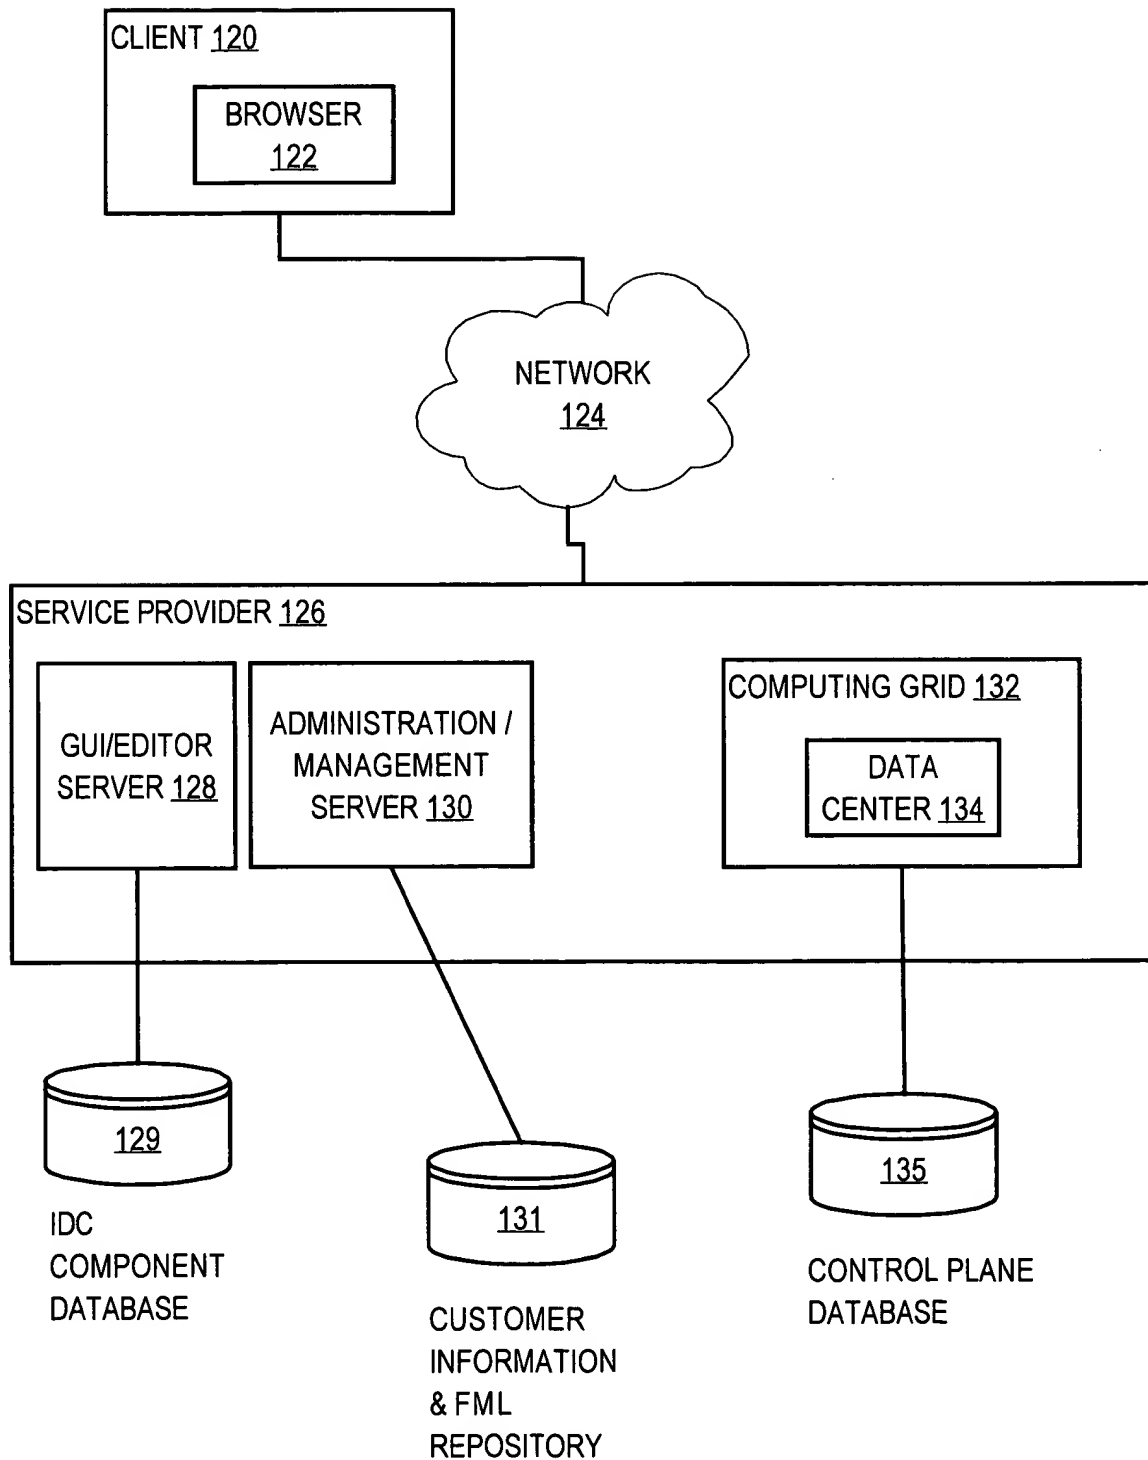 CLIENT 120
BROWSER
122
NETWORK
124
SERVICE PROVIDER 126
GUI/EDITOR
SERVER 128
ADMINISTRATION /
MANAGEMENT
SERVER 130
COMPUTING GRID 132
DATA
CENTER 134
129
IDC
COMPONENT
DATABASE
131
CUSTOMER
INFORMATION
& FML
REPOSITORY
135
CONTROL PLANE
DATABASE